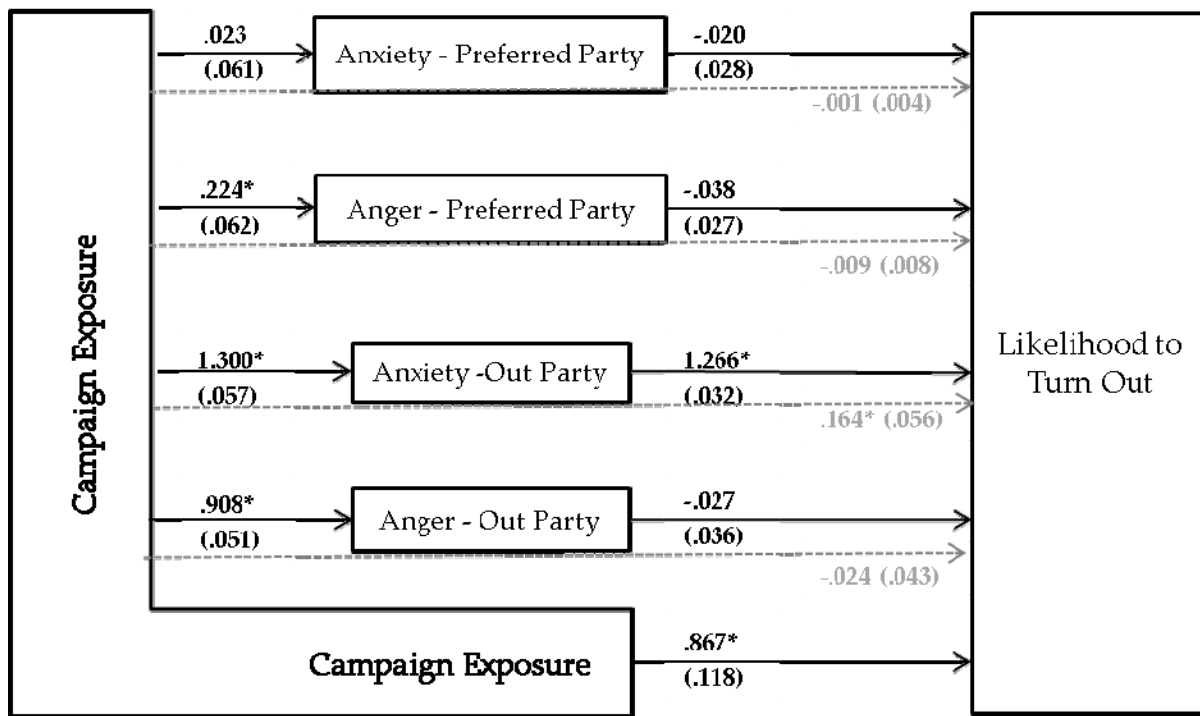 .023
(.061)
Anxiety - Preferred Party
-.020
(.028)
-.001 (.004)
.224*
(.062)
Anger - Preferred Party
-.038
(.027)
-.009 (.008)
1.300*
(.057)
Anxiety -Out Party
1.266*
(.032)
.164* (.056)
.908*
(.051)
Anger - Out Party
-.027
(.036)
-.024 (.043)
Campaign Exposure
Likelihood to
Turn Out
Campaign Exposure
.867*
(.118)